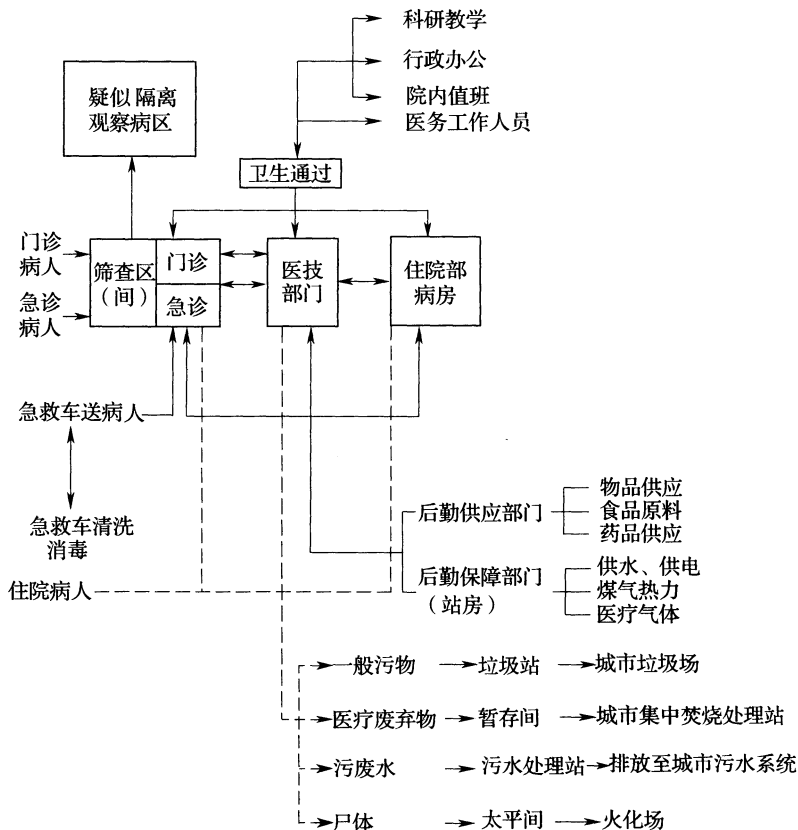 科研教学
行政办公
院内值班
医务工作人员
疑似隔离
观察病区
卫生通过
门诊
病人
急诊
病人
筛查区
（间）
门诊
急诊
医技
部门
住院部
病房
急救车送病人
急救车清洗
消毒
住院病人
后勤供应部门
物品供应
食品原料
药品供应
后勤保障部门
（站房）
供水、供电
煤气热力
医疗气体
一般污物 垃圾站 城市垃圾场
医疗废弃物 暂存间 城市集中焚烧处理站
污废水 污水处理站 排放至城市污水系统
尸体 太平间 火化场